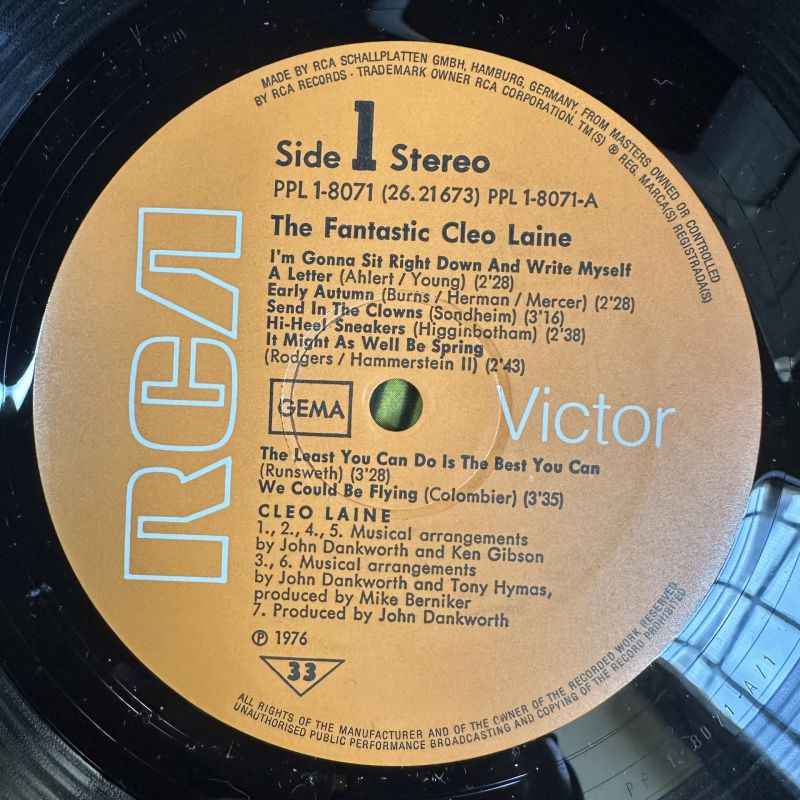 MADE BY RCA SCHALLPLATTEN GMBH, HAMBURG, GERMANY, FROM MASTERS OWNED OR CONTROLLED
BY RCA RECORDS · TRADEMARK OWNER RCA CORPORATION. TM(S) ® REG. MARCA(S) REGISTRADA(S)
Side 1 Stereo
PPL 1-8071 (26.21673) PPL 1-8071-A
The Fantastic Cleo Laine
I'm Gonna Sit Right Down And Write Myself
A Letter (Ahlert / Young) (2'28)
Early Autumn (Burns / Herman / Mercer) (2'28)
Send In The Clowns (Sondheim) (3'16)
Hi-Heel Sneakers (Higginbotham) (2'38)
It Might As Well Be Spring
(Rodgers / Hammerstein II) (2'43)
RCA
GEMA
Victor
The Least You Can Do Is The Best You Can
(Runsweth) (3'28)
We Could Be Flying (Colombier) (3'35)
CLEO LAINE
1., 2., 4., 5. Musical arrangements
by John Dankworth and Ken Gibson
3., 6. Musical arrangements
by John Dankworth and Tony Hymas,
produced by Mike Berniker
7. Produced by John Dankworth
℗ 1976
33
ALL RIGHTS OF THE MANUFACTURER AND OF THE OWNER OF THE RECORDED WORK RESERVED
UNAUTHORISED PUBLIC PERFORMANCE BROADCASTING AND COPYING OF THE RECORD PROHIBITED